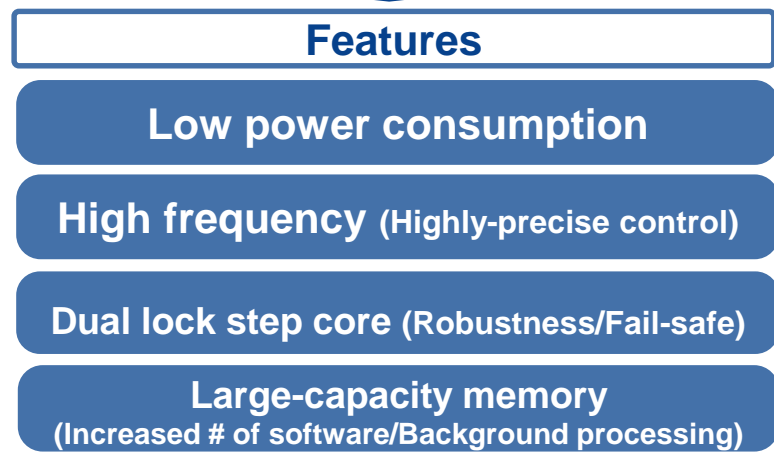 Features
Low power consumption
High frequency (Highly-precise control)
Dual lock step core (Robustness/Fail-safe)
Large-capacity memory
(Increased # of software/Background processing)